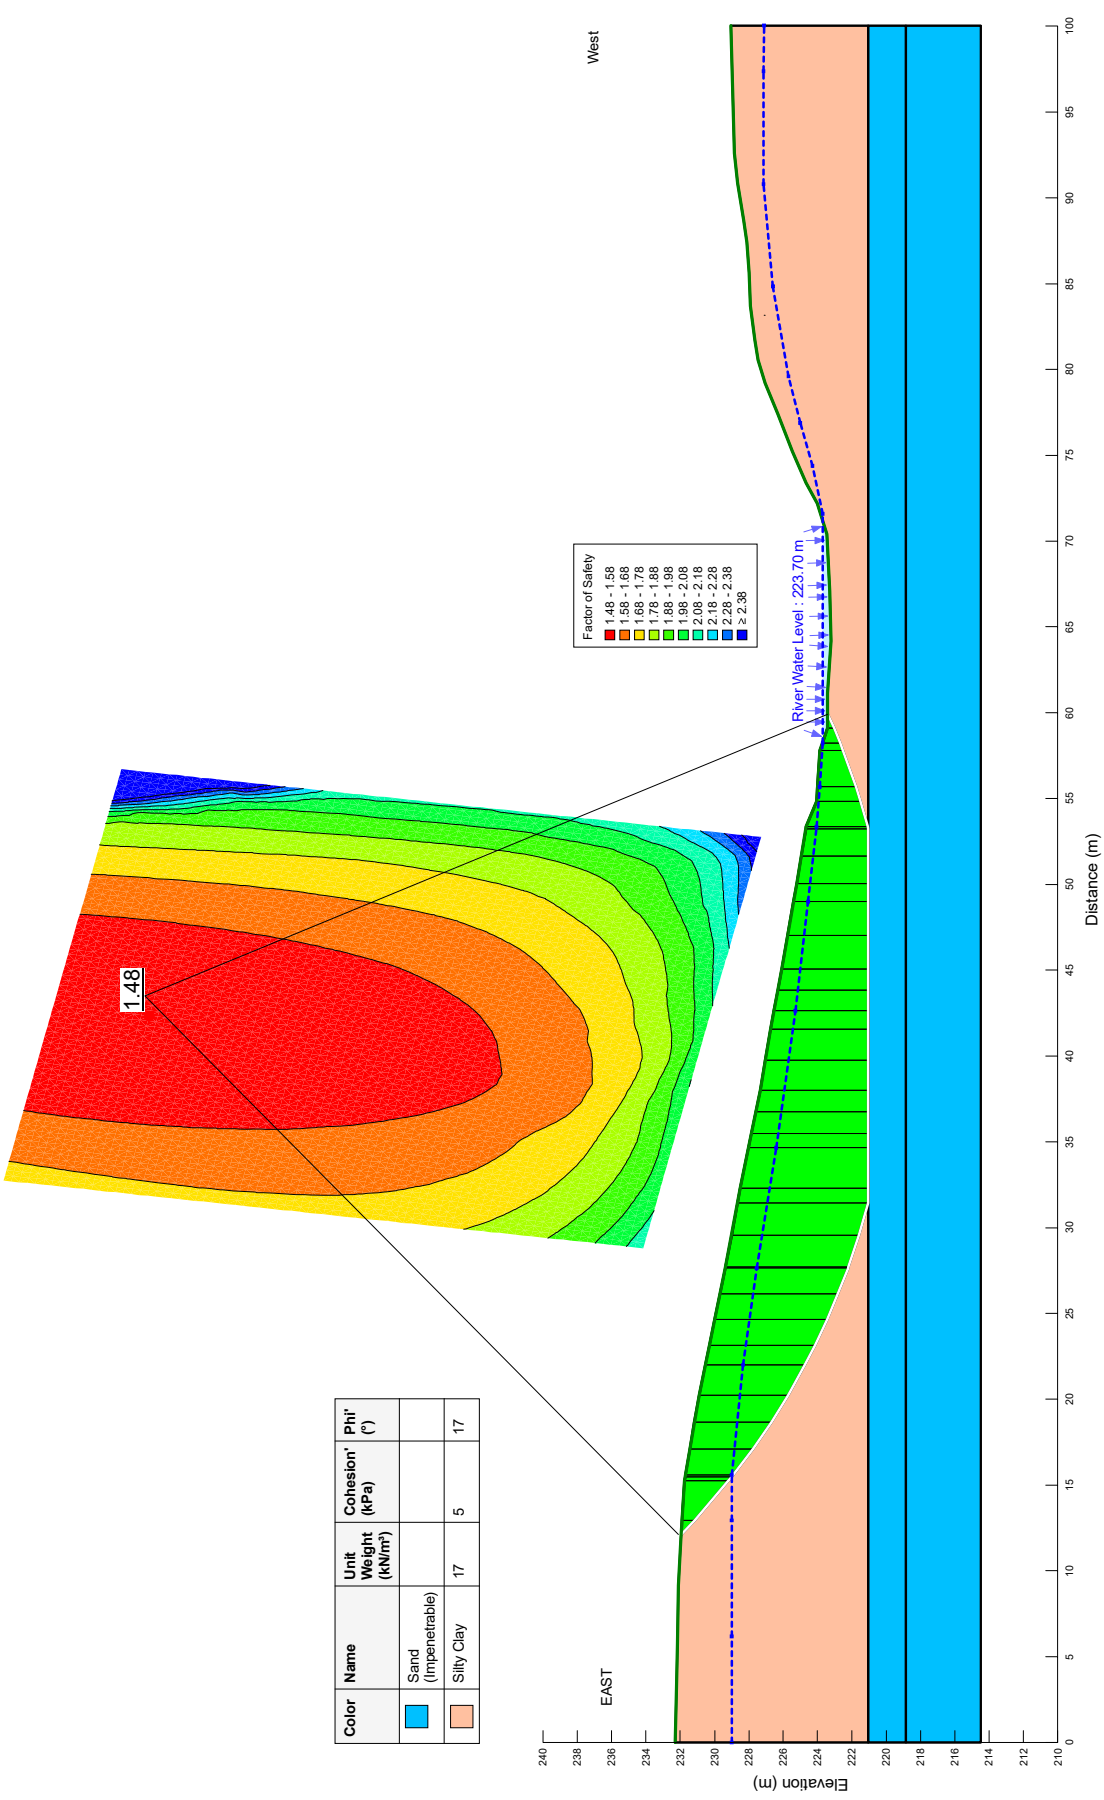 1.48
Color Name Unit Weight (kN/m³) Cohesion' (kPa) Phi' (°)
Sand (Impenetrable)
Silty Clay 17 5 17
Factor of Safety
1.48 - 1.58
1.58 - 1.68
1.68 - 1.78
1.78 - 1.88
1.88 - 1.98
1.98 - 2.08
2.08 - 2.18
2.18 - 2.28
2.28 - 2.38
≥ 2.38
EAST
West
River Water Level : 223.70 m
Elevation (m)
240
238
236
234
232
230
228
226
224
222
220
218
216
214
212
210
0 5 10 15 20 25 30 35 40 45 50 55 60 65 70 75 80 85 90 95 100
Distance (m)